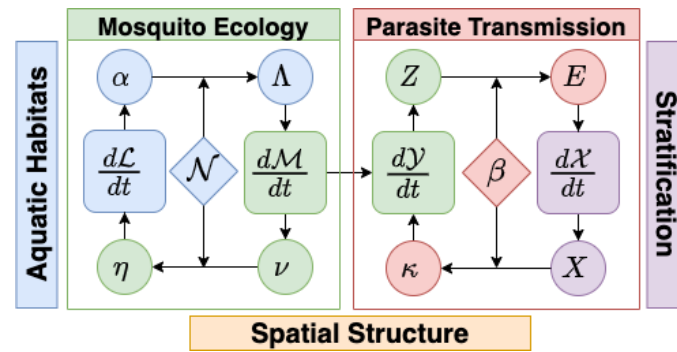 Mosquito Ecology
Parasite Transmission
Aquatic Habitats
Stratification
α Λ Z E
dℒ/dt 𝒩 dℳ/dt d𝒴/dt β d𝒳/dt
η ν κ X
Spatial Structure